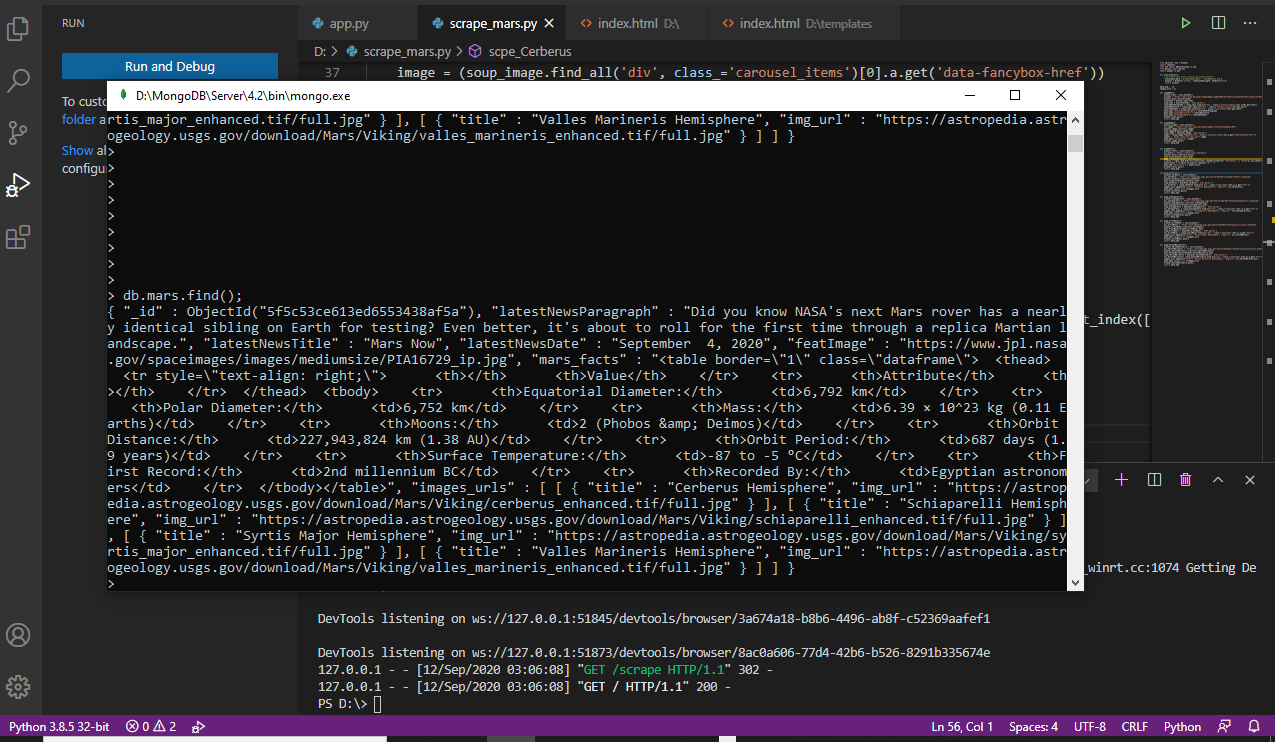 RUN
app.py
scrape_mars.py
index.html D:\
index.html D:\templates
D: > scrape_mars.py > scpe_Cerberus
Run and Debug
37 image = (soup_image.find_all('div', class_='carousel_items')[0].a.get('data-fancybox-href'))
To custo
folder a
Show al
configu
D:\MongoDB\Server\4.2\bin\mongo.exe
rtis_major_enhanced.tif/full.jpg" } ], [ { "title" : "Valles Marineris Hemisphere", "img_url" : "https://astropedia.astr
ogeology.usgs.gov/download/Mars/Viking/valles_marineris_enhanced.tif/full.jpg" } ] ] }
>
>
>
>
>
>
>
>
>
> db.mars.find();
{ "_id" : ObjectId("5f5c53ce613ed6553438af5a"), "latestNewsParagraph" : "Did you know NASA's next Mars rover has a nearl
y identical sibling on Earth for testing? Even better, it's about to roll for the first time through a replica Martian l
andscape.", "latestNewsTitle" : "Mars Now", "latestNewsDate" : "September  4, 2020", "featImage" : "https://www.jpl.nasa
.gov/spaceimages/images/mediumsize/PIA16729_ip.jpg", "mars_facts" : "<table border=\"1\" class=\"dataframe\">  <thead>
  <tr style=\"text-align: right;\">      <th></th>      <th>Value</th>    </tr>    <tr>      <th>Attribute</th>      <th
></th>    </tr>  </thead>  <tbody>    <tr>      <th>Equatorial Diameter:</th>      <td>6,792 km</td>    </tr>    <tr>
   <th>Polar Diameter:</th>      <td>6,752 km</td>    </tr>    <tr>      <th>Mass:</th>      <td>6.39 × 10^23 kg (0.11 E
arths)</td>    </tr>    <tr>      <th>Moons:</th>      <td>2 (Phobos &amp; Deimos)</td>    </tr>    <tr>      <th>Orbit
Distance:</th>      <td>227,943,824 km (1.38 AU)</td>    </tr>    <tr>      <th>Orbit Period:</th>      <td>687 days (1.
9 years)</td>    </tr>    <tr>      <th>Surface Temperature:</th>      <td>-87 to -5 °C</td>    </tr>    <tr>      <th>F
irst Record:</th>      <td>2nd millennium BC</td>    </tr>    <tr>      <th>Recorded By:</th>      <td>Egyptian astronom
ers</td>    </tr>  </tbody></table>", "images_urls" : [ [ [ { "title" : "Cerberus Hemisphere", "img_url" : "https://astrop
edia.astrogeology.usgs.gov/download/Mars/Viking/cerberus_enhanced.tif/full.jpg" } ], [ { "title" : "Schiaparelli Hemisph
ere", "img_url" : "https://astropedia.astrogeology.usgs.gov/download/Mars/Viking/schiaparelli_enhanced.tif/full.jpg" } ]
, [ { "title" : "Syrtis Major Hemisphere", "img_url" : "https://astropedia.astrogeology.usgs.gov/download/Mars/Viking/sy
rtis_major_enhanced.tif/full.jpg" } ], [ { "title" : "Valles Marineris Hemisphere", "img_url" : "https://astropedia.astr
ogeology.usgs.gov/download/Mars/Viking/valles_marineris_enhanced.tif/full.jpg" } ] ] }
>
t_index([
_winrt.cc:1074 Getting De
DevTools listening on ws://127.0.0.1:51845/devtools/browser/3a674a18-b8b6-4496-ab8f-c52369aafef1
DevTools listening on ws://127.0.0.1:51873/devtools/browser/8ac0a606-77d4-42b6-b526-8291b335674e
127.0.0.1 - - [12/Sep/2020 03:06:08] "GET /scrape HTTP/1.1" 302 -
127.0.0.1 - - [12/Sep/2020 03:06:08] "GET / HTTP/1.1" 200 -
PS D:\>
Python 3.8.5 32-bit 0 2 Ln 56, Col 1 Spaces: 4 UTF-8 CRLF Python